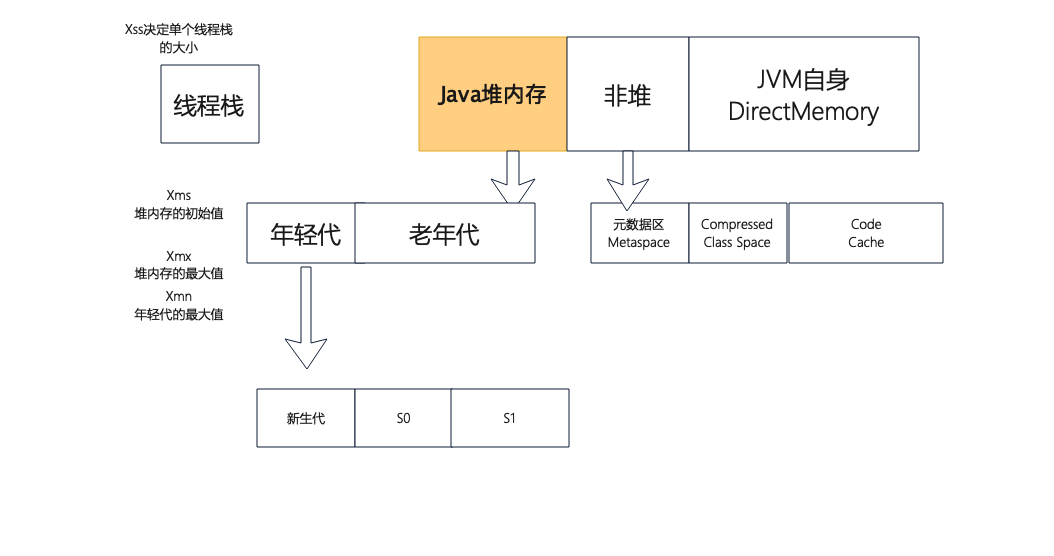 Xss决定单个线程栈
的大小
线程栈
Java堆内存
非堆
JVM自身
DirectMemory
Xms
堆内存的初始值
年轻代
老年代
元数据区
Metaspace
Compressed
Class Space
Code
Cache
Xmx
堆内存的最大值
Xmn
年轻代的最大值
新生代
S0
S1